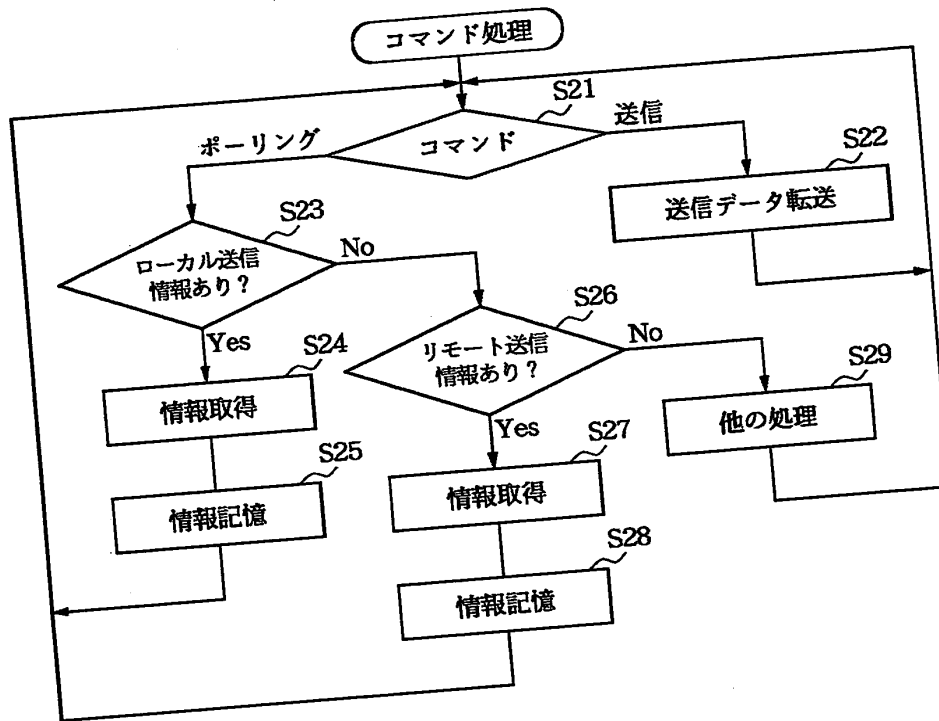 コマンド処理
S21
コマンド
ポーリング
送信
S22
送信データ転送
S23
ローカル送信
情報あり?
No
Yes
S24
情報取得
S25
情報記憶
S26
リモート送信
情報あり?
No
Yes
S27
情報取得
S28
情報記憶
S29
他の処理